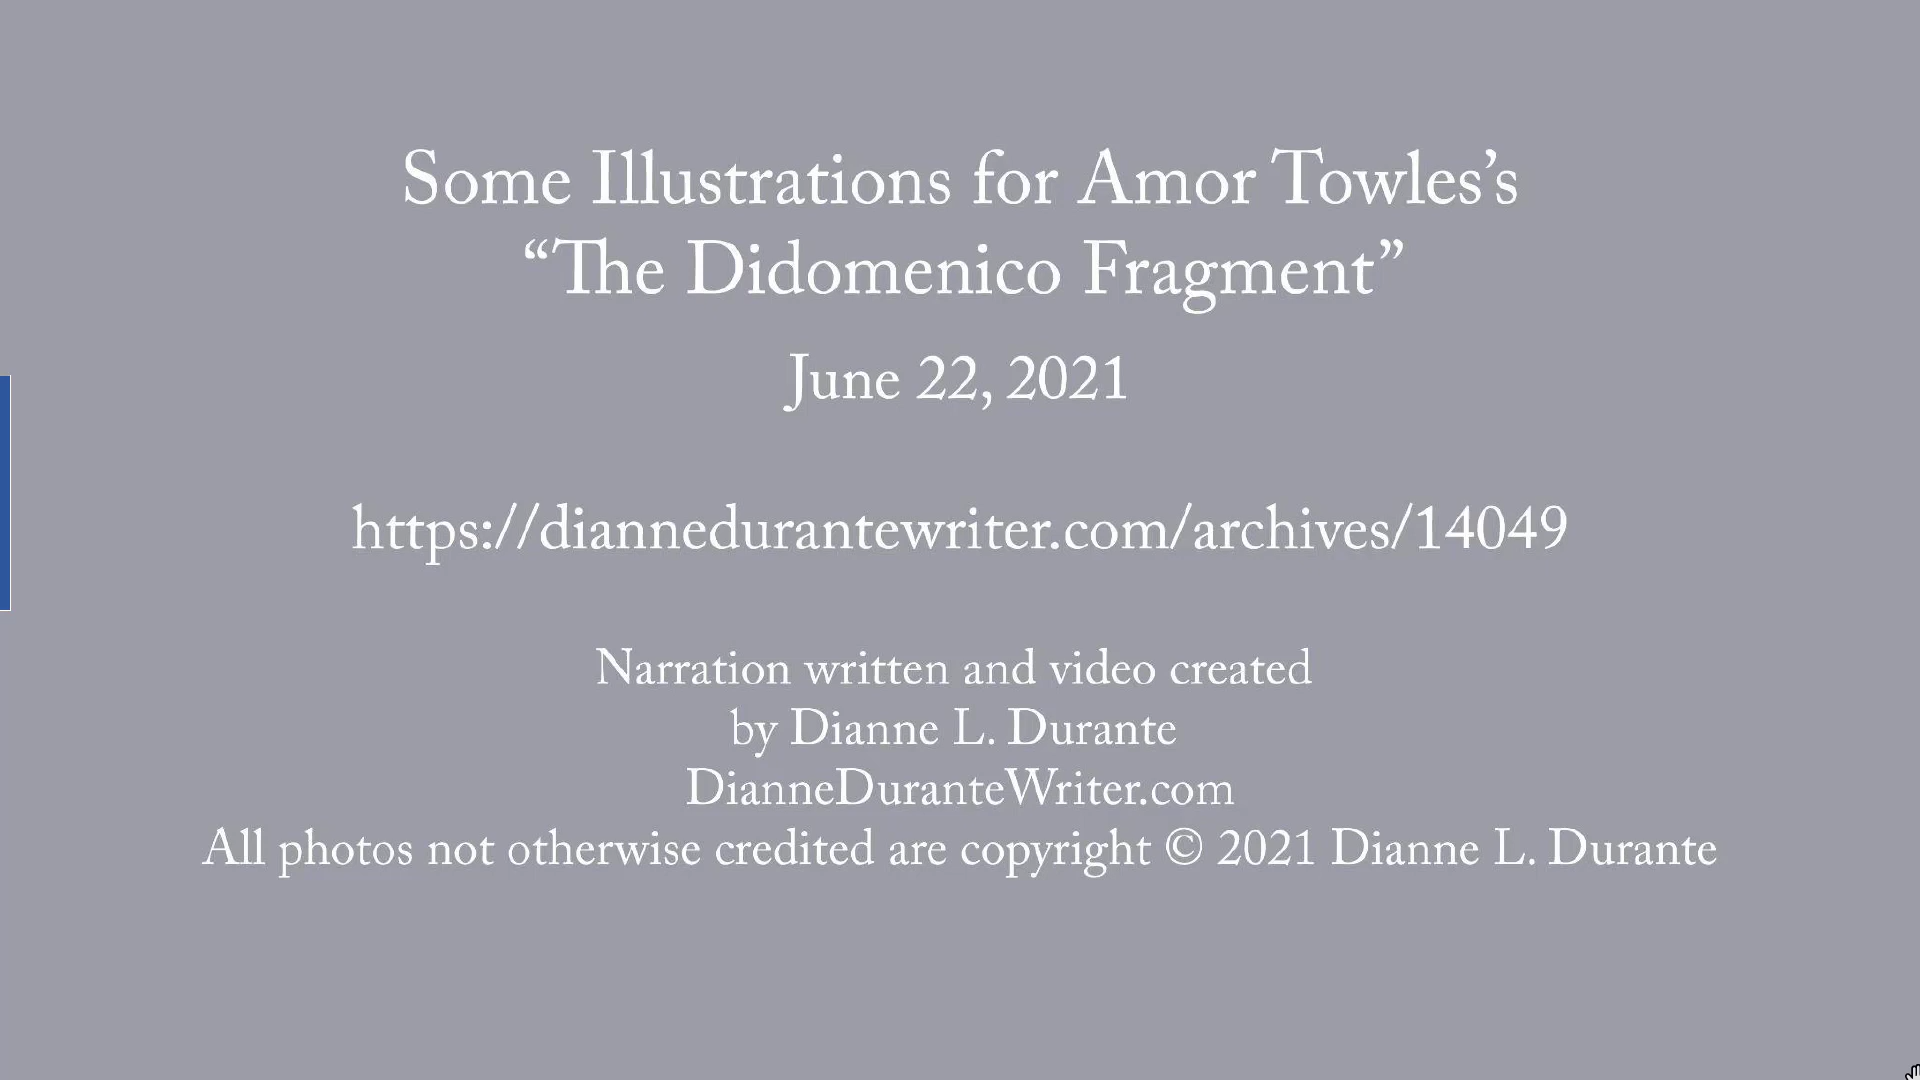 Some Illustrations for Amor Towles’s
“The Didomenico Fragment”
June 22, 2021
https://diannedurantewriter.com/archives/14049
Narration written and video created
by Dianne L. Durante
DianneDuranteWriter.com
All photos not otherwise credited are copyright © 2021 Dianne L. Durante